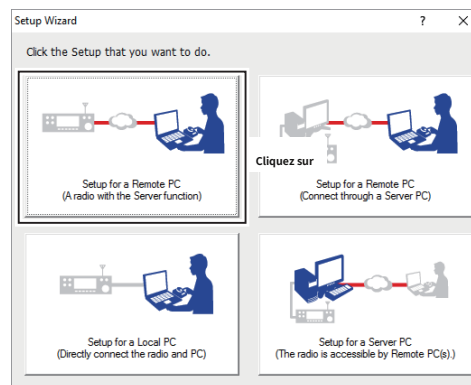 Setup Wizard ? ×
Click the Setup that you want to do.
Setup for a Remote PC
(A radio with the Server function)
Cliquez sur
Setup for a Remote PC
(Connect through a Server PC)
Setup for a Local PC
(Directly connect the radio and PC)
Setup for a Server PC
(The radio is accessible by Remote PC(s).)